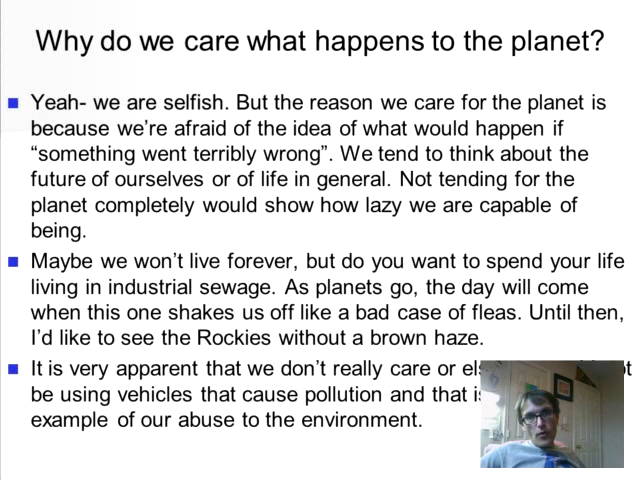 Why do we care what happens to the planet?
Yeah- we are selfish. But the reason we care for the planet is
because we're afraid of the idea of what would happen if
“something went terribly wrong”. We tend to think about the
future of ourselves or of life in general. Not tending for the
planet completely would show how lazy we are capable of
being.
Maybe we won't live forever, but do you want to spend your life
living in industrial sewage. As planets go, the day will come
when this one shakes us off like a bad case of fleas. Until then,
I'd like to see the Rockies without a brown haze.
It is very apparent that we don't really care or
be using vehicles that cause pollution and that
example of our abuse to the environment.